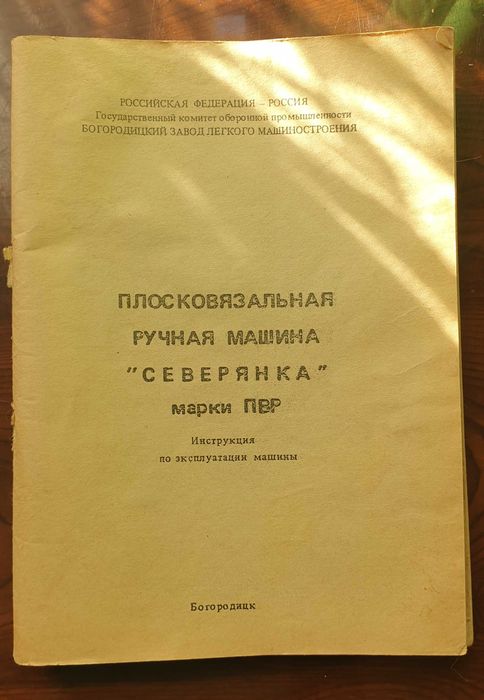 РОССИЙСКАЯ ФЕДЕРАЦИЯ – РОССИЯ
Государственный комитет оборонной промышленности
БОГОРОДИЦКИЙ ЗАВОД ЛЕГКОГО МАШИНОСТРОЕНИЯ
ПЛОСКОВЯЗАЛЬНАЯ
РУЧНАЯ МАШИНА
"СЕВЕРЯНКА"
марки ПВР
Инструкция
по эксплуатации машины
Богородицк